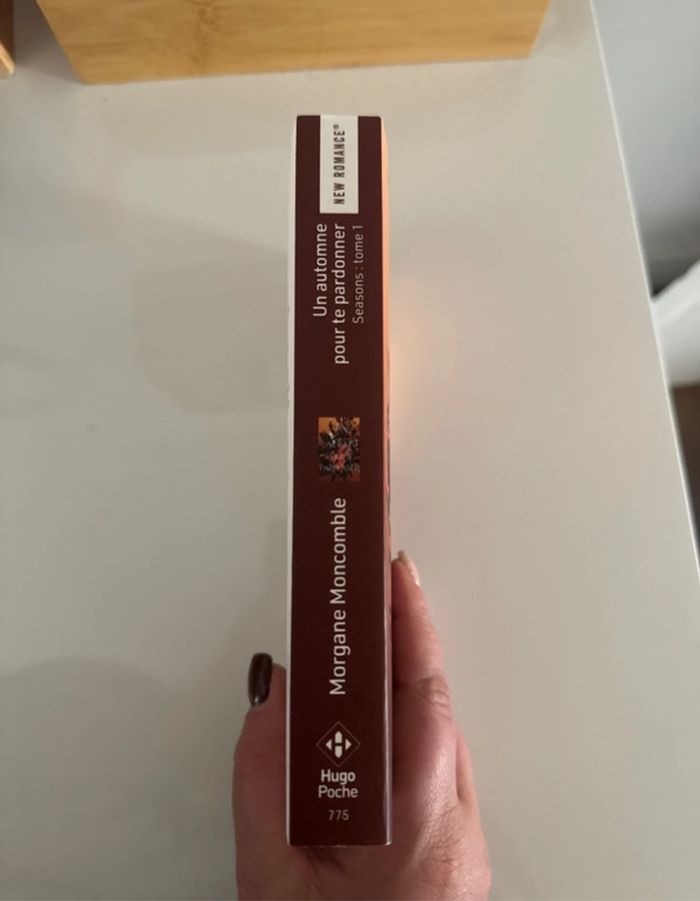 NEW ROMANCE®
Un automne
pour te pardonner
Seasons : tome 1
Morgane Moncomble
Hugo
Poche
775